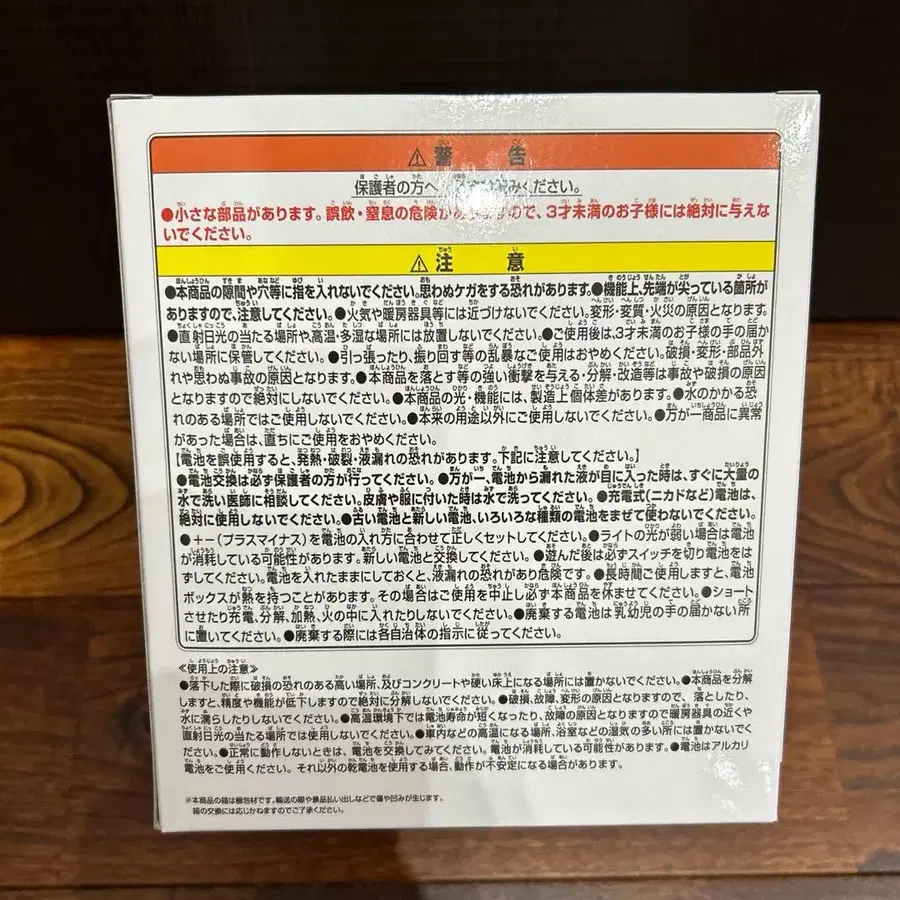 ⚠警 告
保護者の方へ 読みください。
●小さな部品があります。誤飲・窒息の危険がありますので、3才未満のお子様には絶対に与えな
いでください。
⚠注 意
●本商品の隙間や穴等に指を入れないでください。思わぬケガをする恐れがあります。●機能上、先端が尖っている箇所が
ありますので、注意してください。●火気や暖房器具等には近づけないでください。変形・変質・火災の原因となります。
●直射日光の当たる場所や高温・多湿な場所には放置しないでください。●ご使用後は、3才未満のお子様の手の届か
ない場所に保管してください。●引っ張ったり、振り回す等の乱暴なご使用はおやめください。破損・変形・部品外
れや思わぬ事故の原因となります。●本商品を落とす等の強い衝撃を与える・分解・改造等は事故や破損の原因
となりますので絶対にしないでください。●本商品の光・機能には、製造上個体差があります。●水のかかる恐
れのある場所ではご使用しないでください。●本来の用途以外にご使用しないでください。●万が一商品に異常
があった場合は、直ちにご使用をおやめください。
【電池を誤使用すると、発熱・破裂・液漏れの恐れがあります。下記に注意してください。】
●電池交換は必ず保護者の方が行ってください。●万が一、電池から漏れた液が目に入った時は、すぐに大量の
水で洗い医師に相談してください。皮膚や服に付いた時は水で洗ってください。●充電式(ニカドなど)電池は、
絶対に使用しないでください。●古い電池と新しい電池、いろいろな種類の電池をまぜて使わないでください。
●+−(プラスマイナス)を電池の入れ方に合わせて正しくセットしてください。●ライトの光が弱い場合は電池
が消耗している可能性があります。新しい電池と交換してください。●遊んだ後は必ずスイッチを切り電池をは
ずしてください。電池を入れたままにしておくと、液漏れの恐れがあり危険です。●長時間ご使用しますと、電池
ボックスが熱を持つことがあります。その場合はご使用を中止し必ず本商品を休ませてください。●ショート
させたり充電、分解、加熱、火の中に入れたりしないでください。●廃棄する電池は乳幼児の手の届かない所
に置いてください。●廃棄する際には各自治体の指示に従ってください。
≪使用上の注意≫
●落下した際に破損の恐れのある高い場所、及びコンクリートや硬い床上になる場所には置かないでください。●本商品を分解
しますと、精度や機能が低下しますので絶対に分解しないでください。●破損、故障、変形の原因となりますので、落としたり、
水に濡らしたりしないでください。●高温環境下では電池寿命が短くなったり、故障の原因となりますので暖房器具の近くや
直射日光の当たる場所では使用しないでください。●車内などの高温になる場所、浴室などの湿気の多い所には置かないでく
ださい。●正常に動作しないときは、電池を交換してみてください。電池が消耗している可能性があります。●電池はアルカリ
電池をご使用ください。それ以外の乾電池を使用する場合、動作が不安定になる場合があります。
※本商品の箱は梱包材です。輸送の際や景品払い出しなどで傷や凹みが生じます。
箱の交換には応じかねますのでご了承ください。